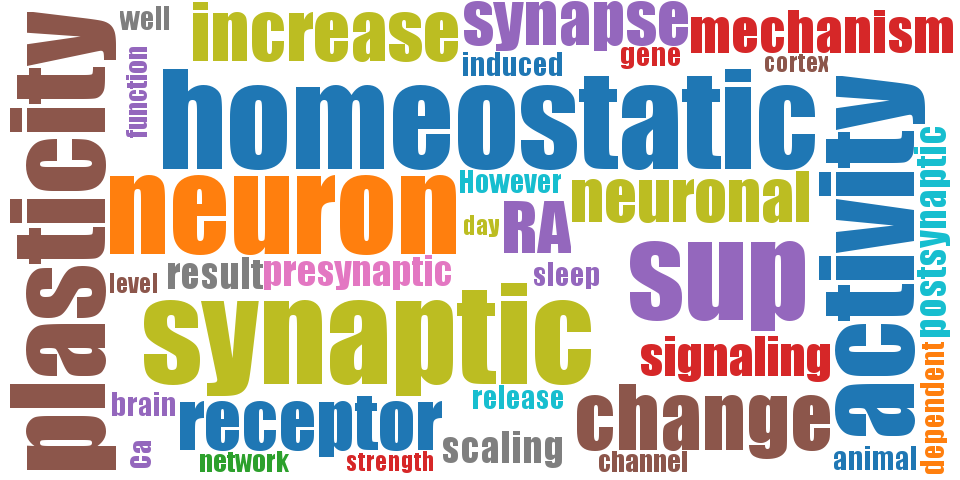 plasticity
well
increase
synapse
mechanism
function
induced
gene
cortex
homeostatic
activity
neuron
However
neuronal
postsynaptic
day
RA
sup
level
result
presynaptic
sleep
synaptic
signaling
dependent
brain
receptor
release
change
ca
network
strength
scaling
channel
animal